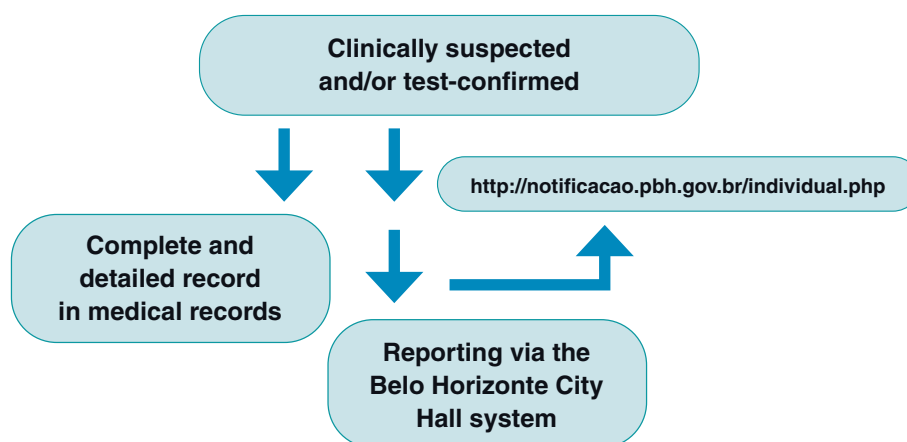 Clinically suspected
and/or test-confirmed
http://notificacao.pbh.gov.br/individual.php
Complete and
detailed record
in medical records
Reporting via the
Belo Horizonte City
Hall system